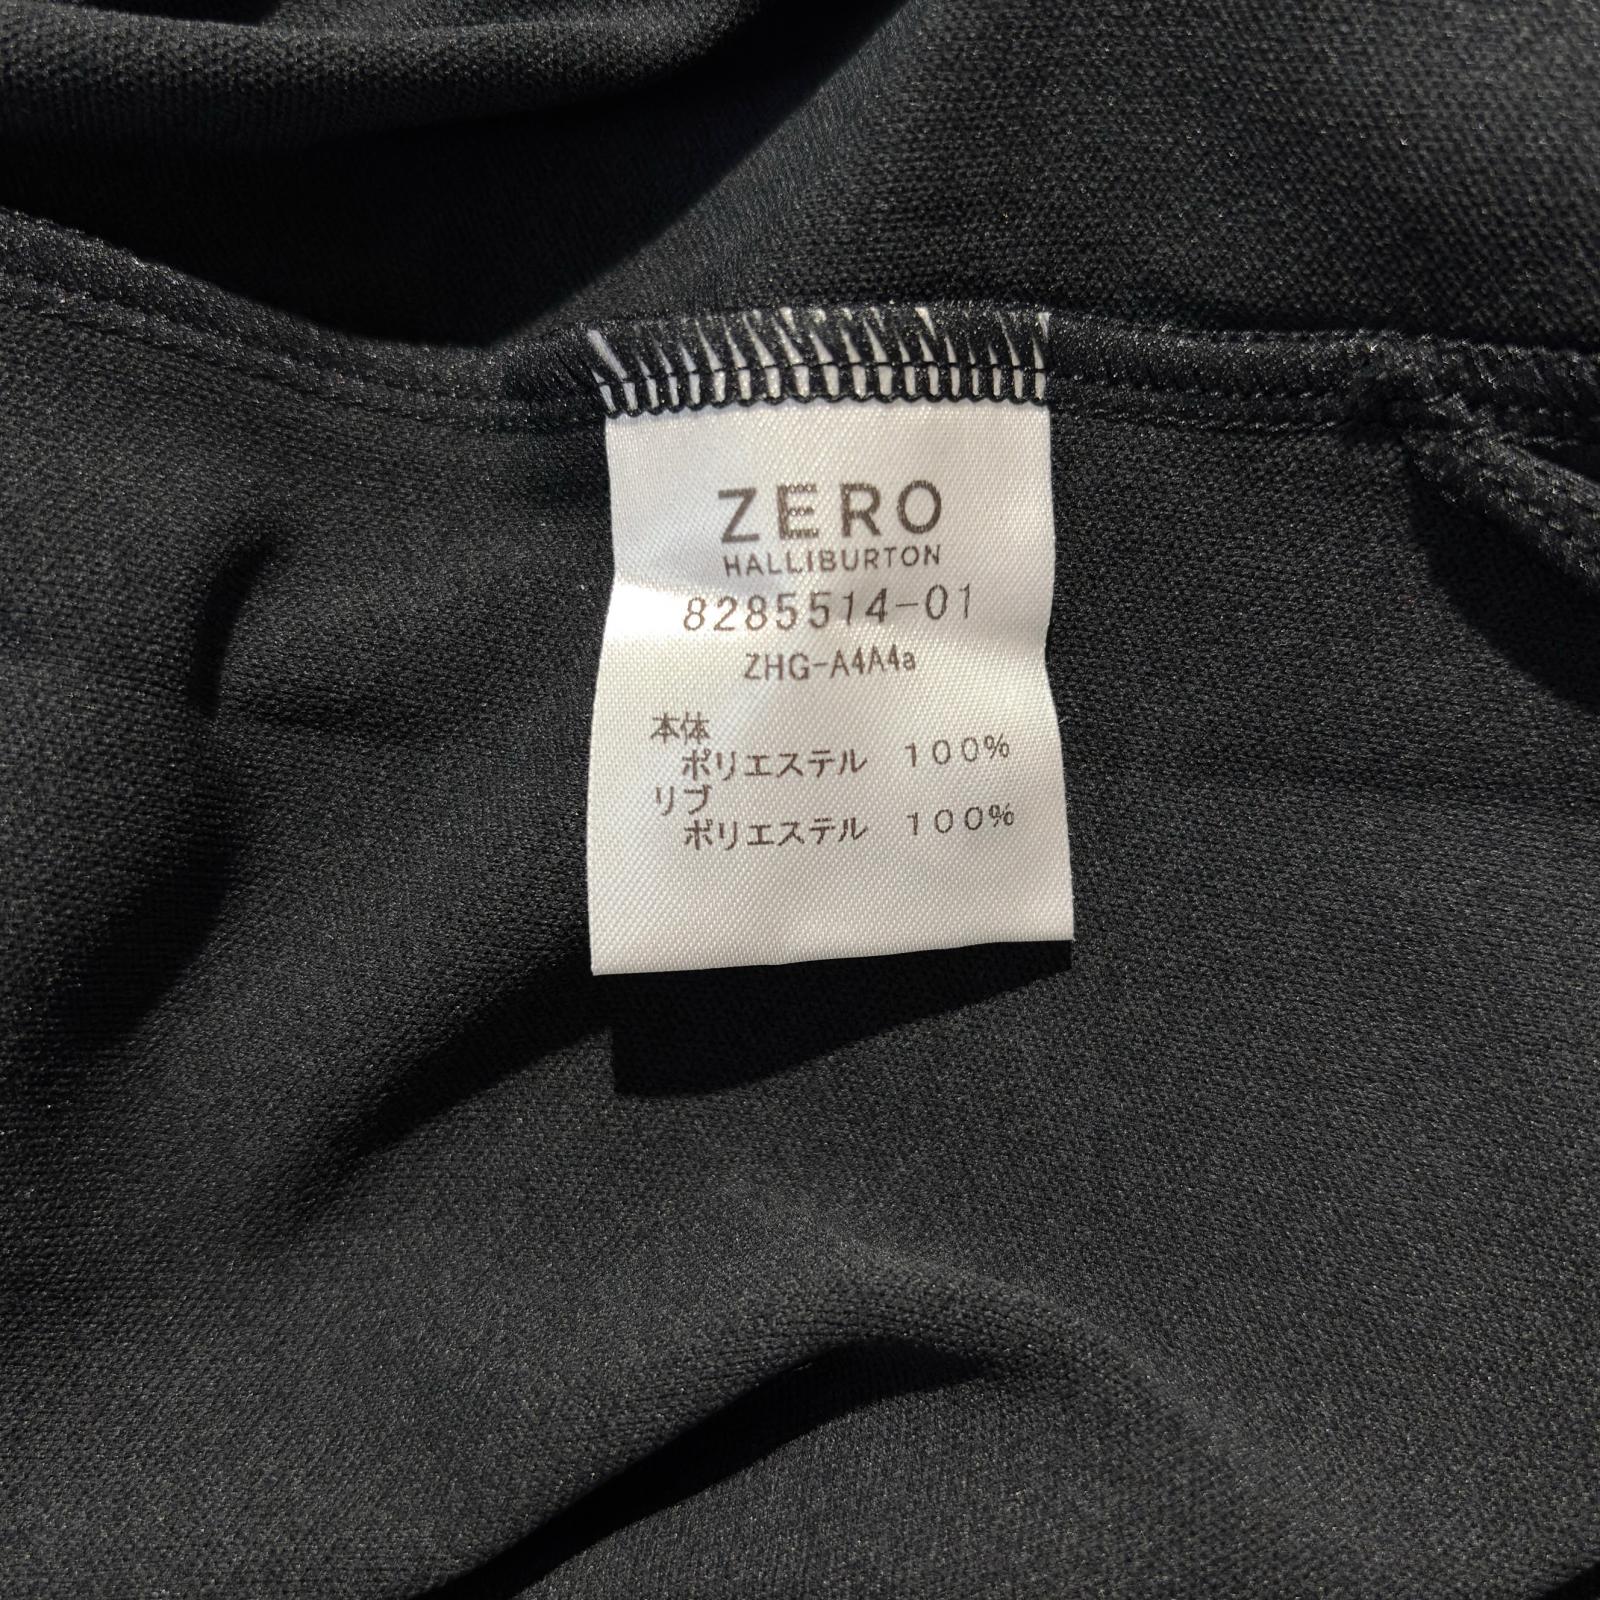 ZERO
HALLIBURTON
8285514-01
ZHG-A4A4a
本体
ポリエステル 100%
リブ
ポリエステル 100%